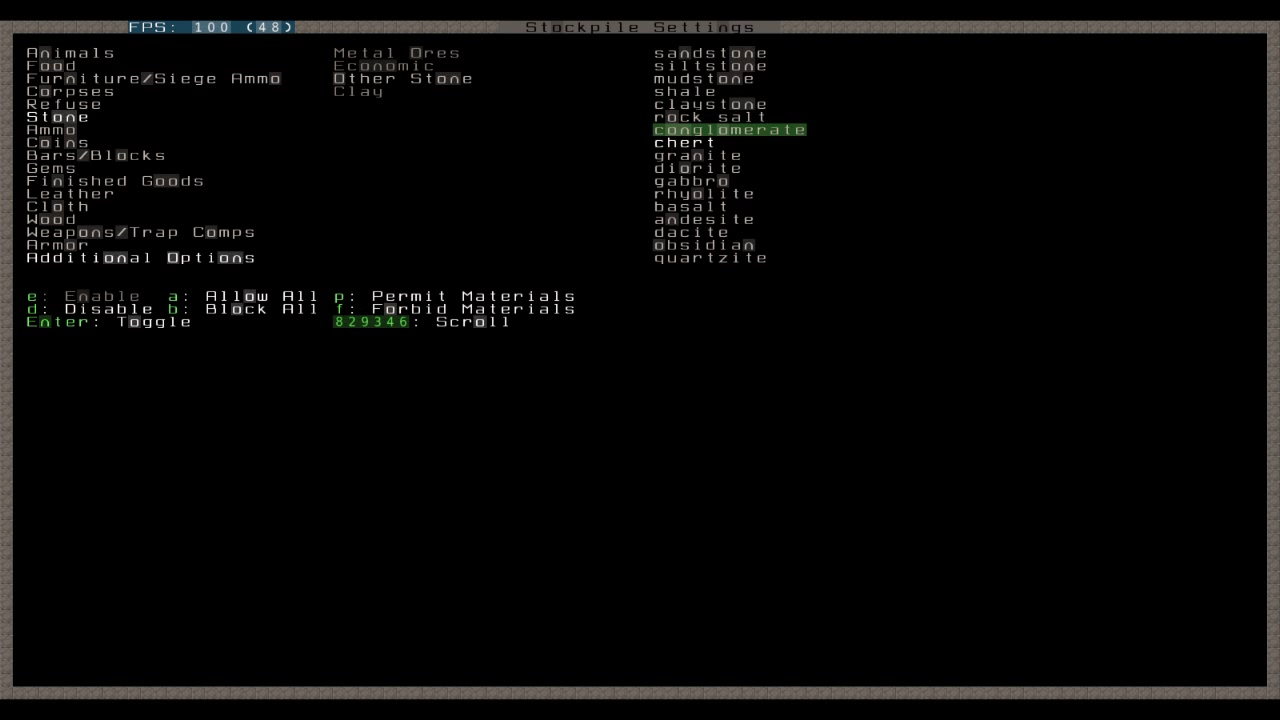 FPS: 100 (48) Stockpile Settings
Animals Metal Ores sandstone
Food Economic siltstone
Furniture/Siege Ammo Other Stone mudstone
Corpses Clay shale
Refuse claystone
Stone rock salt
Ammo conglomerate
Coins chert
Bars/Blocks granite
Gems diorite
Finished Goods gabbro
Leather rhyolite
Cloth basalt
Wood andesite
Weapons/Trap Comps dacite
Armor obsidian
Additional Options quartzite
e: Enable a: Allow All p: Permit Materials
d: Disable b: Block All f: Forbid Materials
Enter: Toggle 829346: Scroll